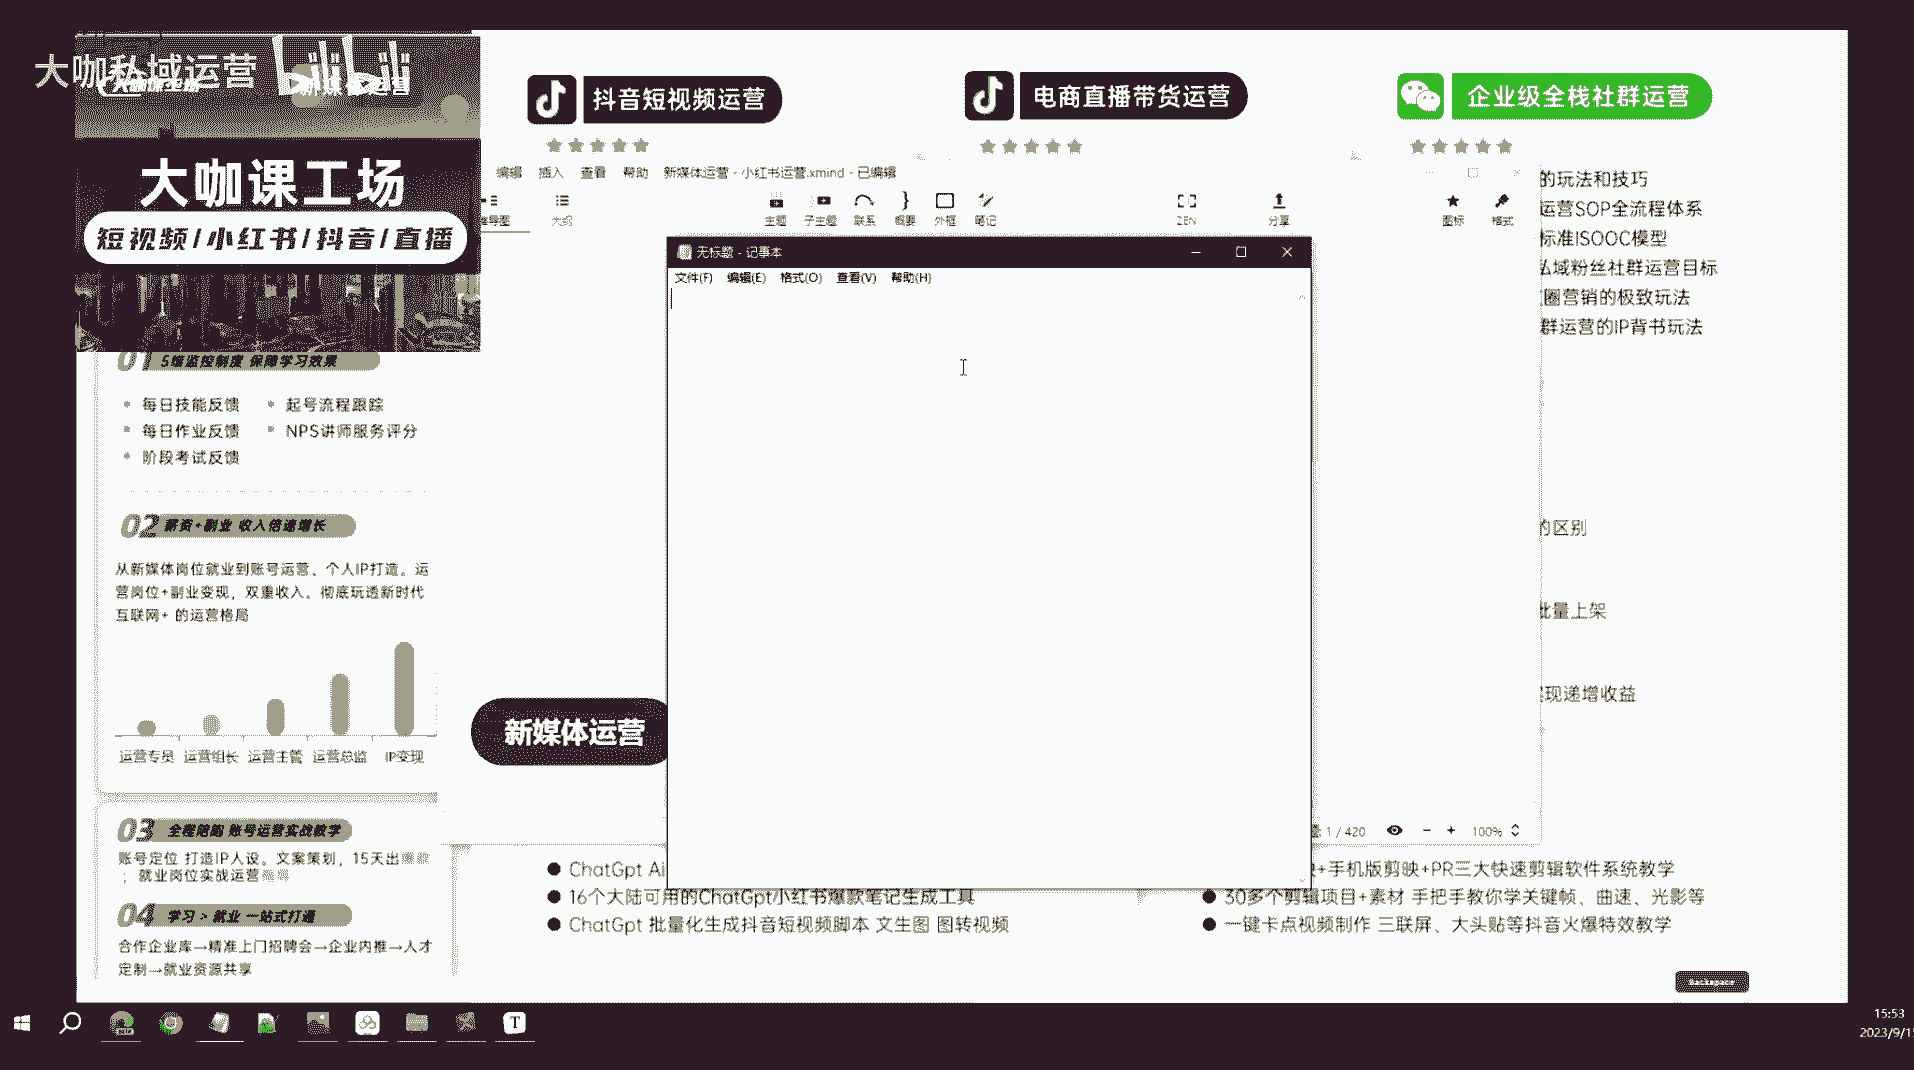 大咖私域运营
bilibili
大咖课工场
短视频/小红书/抖音/直播
抖音短视频运营
电商直播带货运营
企业级全栈社群运营
编辑 插入 查看 帮助 新媒体运营 - 小红书运营.xmind - 已编辑
大纲 主题 子主题 联系 概要 外框 笔记 ZEN 分享 图标 格式
无标题 - 记事本
文件(F) 编辑(E) 格式(O) 查看(V) 帮助(H)
的玩法和技巧
运营SOP全流程体系
标准ISOOC模型
私域粉丝社群运营目标
圈营销的极致玩法
群运营的IP背书玩法
的区别
批量上架
现递增收益
01 5维监控制度 保障学习效果
每日技能反馈 起号流程跟踪
每日作业反馈 NPS讲师服务评分
阶段考试反馈
02 薪资+副业 收入倍速增长
从新媒体岗位就业到账号运营、个人IP打造。运
营岗位+副业变现，双重收入。彻底玩透新时代
互联网+ 的运营格局
运营专员 运营组长 运营主管 运营总监 IP变现
新媒体运营
03 全程陪跑 账号运营实战教学
账号定位 打造IP人设。文案策划，15天出
；就业岗位实战运营
04 学习 > 就业 一站式打通
合作企业库→精准上门招聘会→企业内推→人才
定制→就业资源共享
1 / 420 100%
ChatGpt Ai
16个大陆可用的ChatGpt小红书爆款笔记生成工具
ChatGpt 批量化生成抖音短视频脚本 文生图 图转视频
+手机版剪映+PR三大快速剪辑软件系统教学
30多个剪辑项目+素材 手把手教你学关键帧、曲速、光影等
一键卡点视频制作 三联屏、大头贴等抖音火爆特效教学
Backspace
T
15:53
2023/9/1